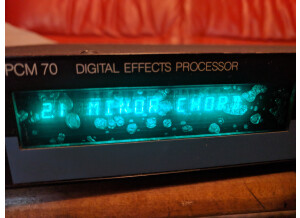 PCM 70 DIGITAL EFFECTS PROCESSOR
21 MINOR CHORD